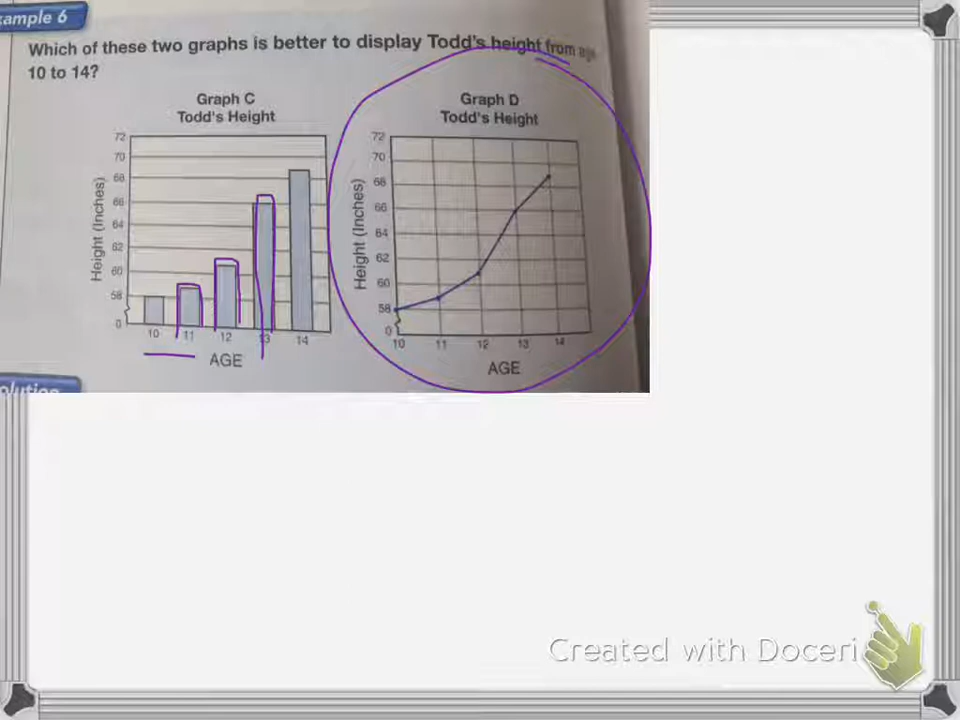 ample 6
Which of these two graphs is better to display Todd's height from age
10 to 14?
Graph C
Todd's Height
72
70
68
66
64
62
60
58
0
Height (Inches)
10 11 12 13 14
AGE
Graph D
Todd's Height
72
70
68
66
64
62
60
58
0
Height (Inches)
10 11 12 13 14
AGE
olution
Created with Doceri